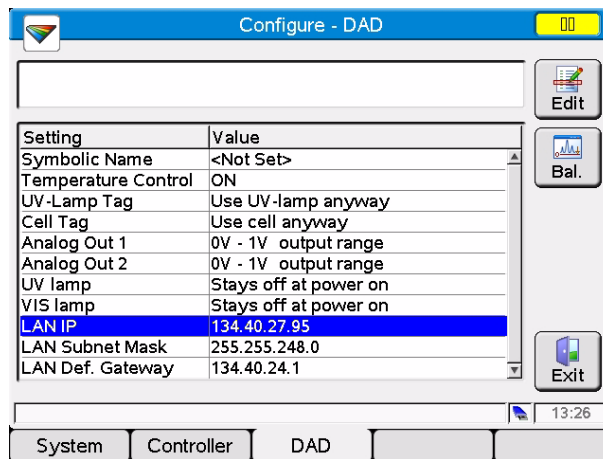 Configure - DAD
Edit
Setting Value
Symbolic Name <Not Set>
Temperature Control ON
UV-Lamp Tag Use UV-lamp anyway
Cell Tag Use cell anyway
Analog Out 1 0V - 1V output range
Analog Out 2 0V - 1V output range
UV lamp Stays off at power on
VIS lamp Stays off at power on
LAN IP 134.40.27.95
LAN Subnet Mask 255.255.248.0
LAN Def. Gateway 134.40.24.1
Bal.
Exit
13:26
System Controller DAD